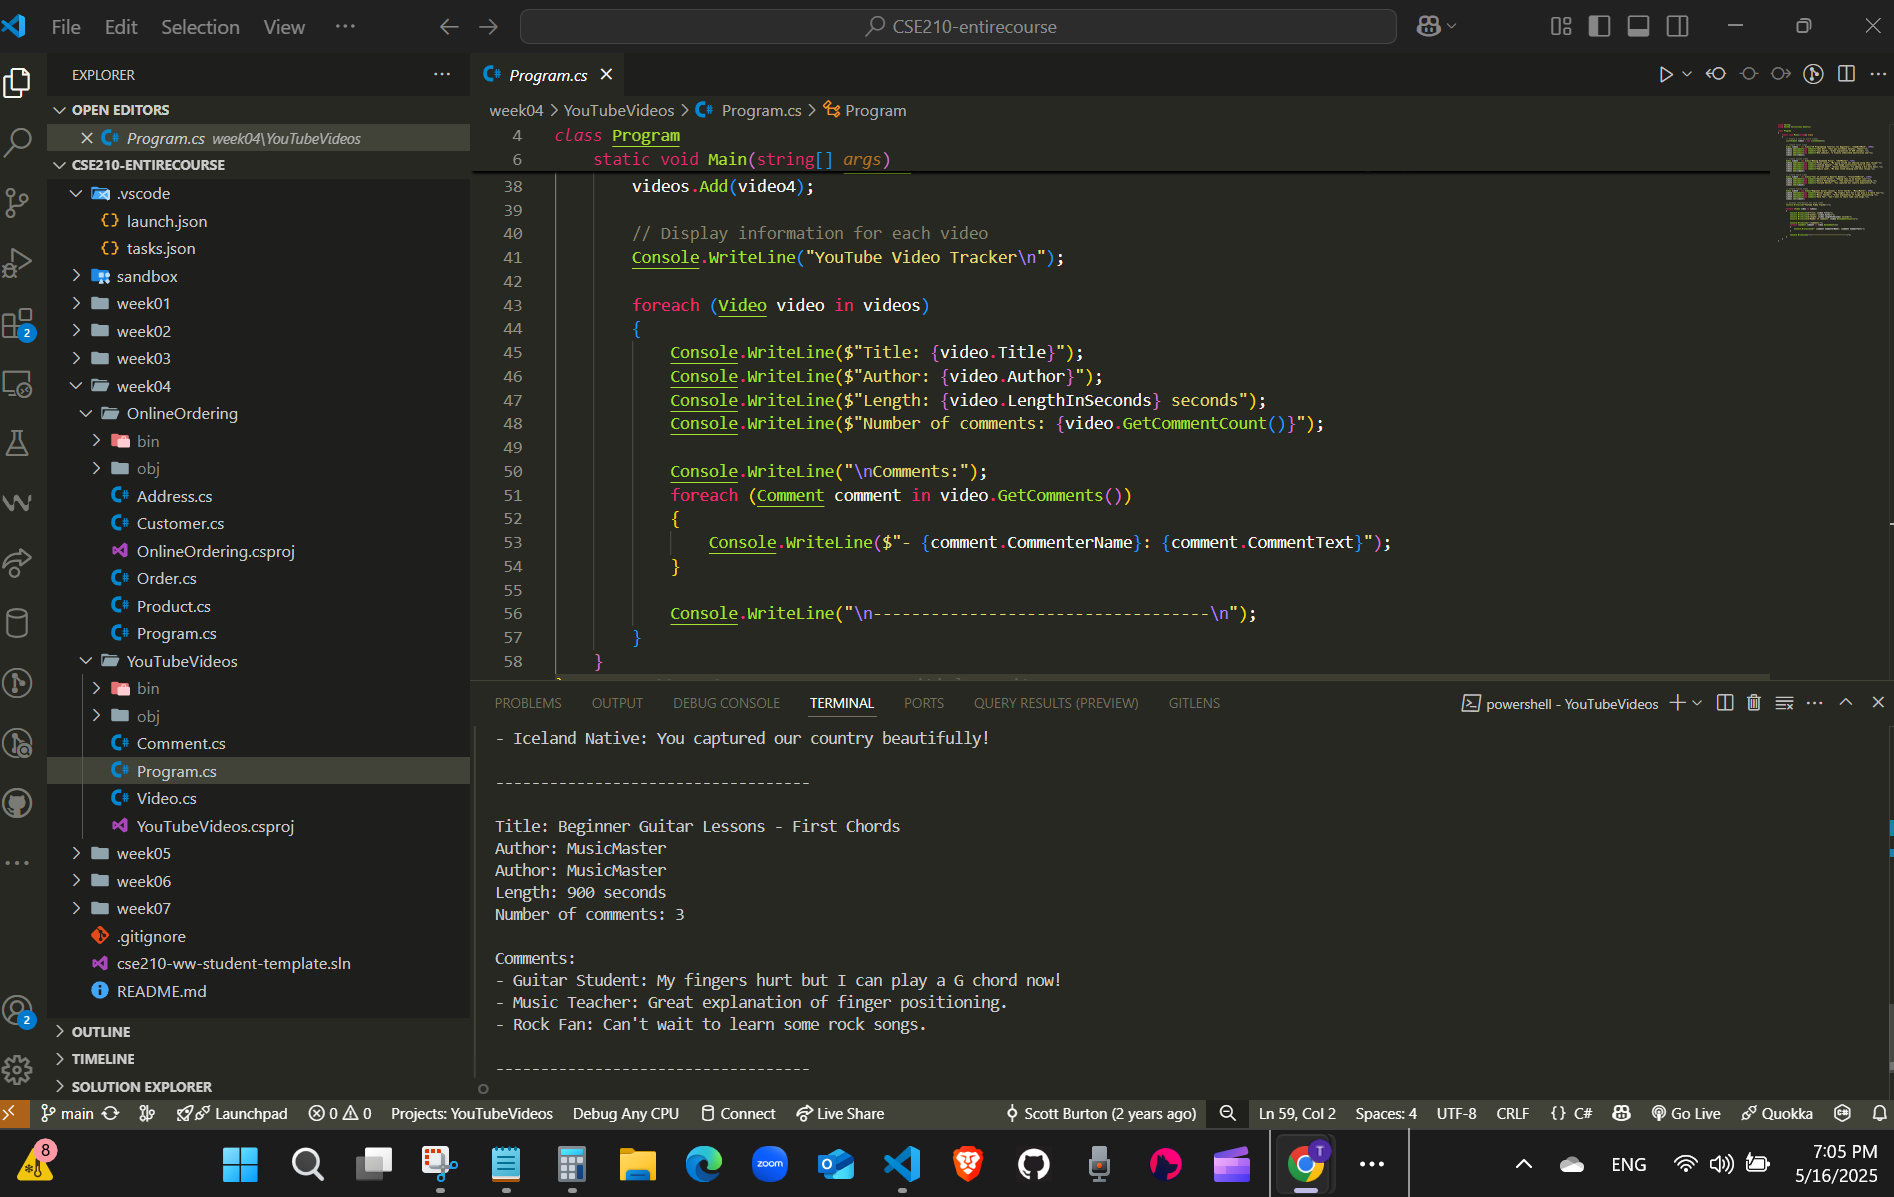 File Edit Selection View ···
CSE210-entirecourse
EXPLORER
OPEN EDITORS
Program.cs week04\YouTubeVideos
CSE210-ENTIRECOURSE
.vscode
launch.json
tasks.json
sandbox
week01
week02
week03
week04
OnlineOrdering
bin
obj
Address.cs
Customer.cs
OnlineOrdering.csproj
Order.cs
Product.cs
Program.cs
YouTubeVideos
bin
obj
Comment.cs
Program.cs
Video.cs
YouTubeVideos.csproj
week05
week06
week07
.gitignore
cse210-ww-student-template.sln
README.md
OUTLINE
TIMELINE
SOLUTION EXPLORER
2
2
Program.cs
week04 > YouTubeVideos > Program.cs > Program
4 class Program
6 static void Main(string[] args)
38 videos.Add(video4);
39
40 // Display information for each video
41 Console.WriteLine("YouTube Video Tracker\n");
42
43 foreach (Video video in videos)
44 {
45 Console.WriteLine($"Title: {video.Title}");
46 Console.WriteLine($"Author: {video.Author}");
47 Console.WriteLine($"Length: {video.LengthInSeconds} seconds");
48 Console.WriteLine($"Number of comments: {video.GetCommentCount()}");
49
50 Console.WriteLine("\nComments:");
51 foreach (Comment comment in video.GetComments())
52 {
53 Console.WriteLine($"- {comment.CommenterName}: {comment.CommentText}");
54 }
55
56 Console.WriteLine("\n-----------------------------------\n");
57 }
58 }
PROBLEMS OUTPUT DEBUG CONSOLE TERMINAL PORTS QUERY RESULTS (PREVIEW) GITLENS
powershell - YouTubeVideos
- Iceland Native: You captured our country beautifully!
-----------------------------------
Title: Beginner Guitar Lessons - First Chords
Author: MusicMaster
Author: MusicMaster
Length: 900 seconds
Number of comments: 3
Comments:
- Guitar Student: My fingers hurt but I can play a G chord now!
- Music Teacher: Great explanation of finger positioning.
- Rock Fan: Can't wait to learn some rock songs.
-----------------------------------
main Launchpad 0 0 Projects: YouTubeVideos Debug Any CPU Connect Live Share Scott Burton (2 years ago) Ln 59, Col 2 Spaces: 4 UTF-8 CRLF {} C# Go Live Quokka
8
zoom
T
ENG
7:05 PM
5/16/2025